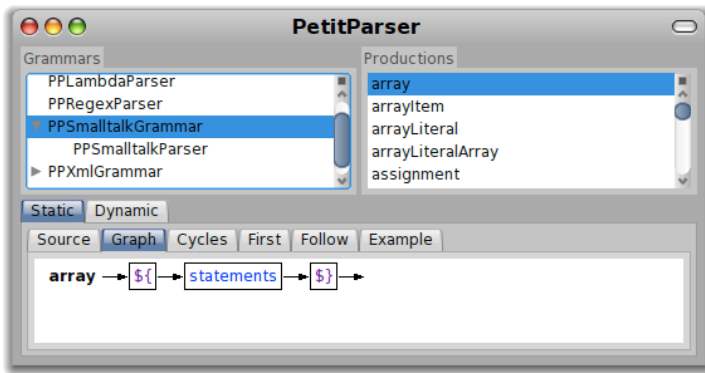 PetitParser
Grammars
PPLambdaParser
PPRegexParser
PPSmalltalkGrammar
PPSmalltalkParser
PPXmlGrammar
Productions
array
arrayItem
arrayLiteral
arrayLiteralArray
assignment
Static Dynamic
Source Graph Cycles First Follow Example
array ${ statements $}